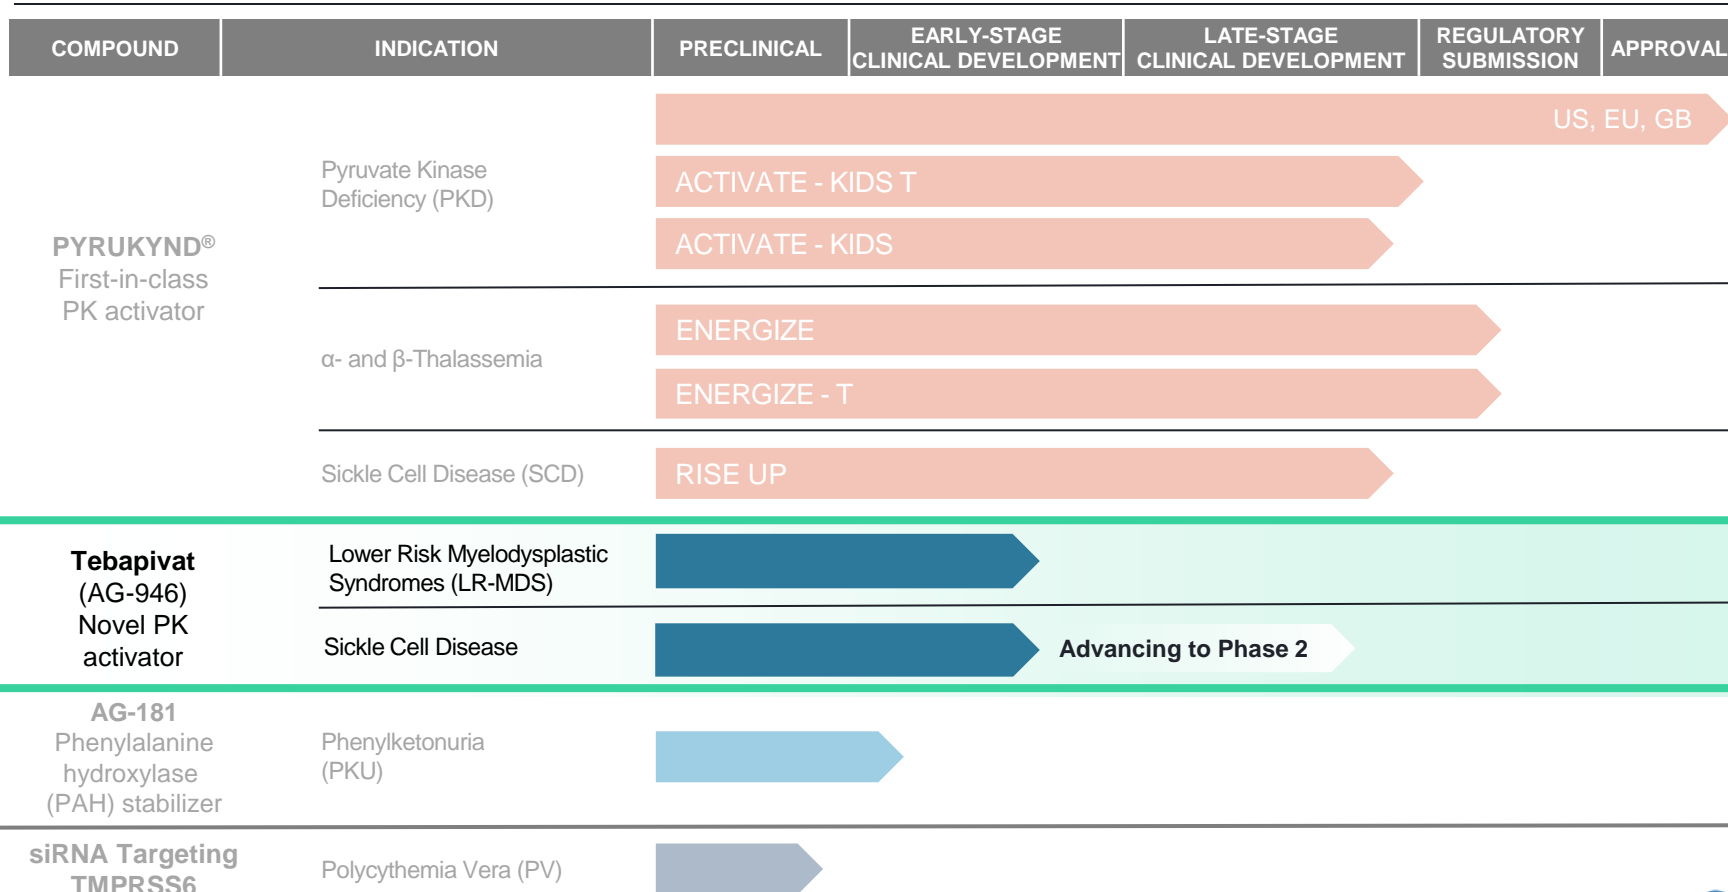 COMPOUND
INDICATION
PRECLINICAL
EARLY-STAGE
CLINICAL DEVELOPMENT
LATE-STAGE
CLINICAL DEVELOPMENT
REGULATORY
SUBMISSION
APPROVAL
PYRUKYND®
First-in-class
PK activator
Pyruvate Kinase
Deficiency (PKD)
US, EU, GB
ACTIVATE - KIDS T
ACTIVATE - KIDS
α- and β-Thalassemia
ENERGIZE
ENERGIZE - T
Sickle Cell Disease (SCD)
RISE UP
Tebapivat
(AG-946)
Novel PK
activator
Lower Risk Myelodysplastic
Syndromes (LR-MDS)
Sickle Cell Disease
Advancing to Phase 2
AG-181
Phenylalanine
hydroxylase
(PAH) stabilizer
Phenylketonuria
(PKU)
siRNA Targeting
TMPRSS6
Polycythemia Vera (PV)